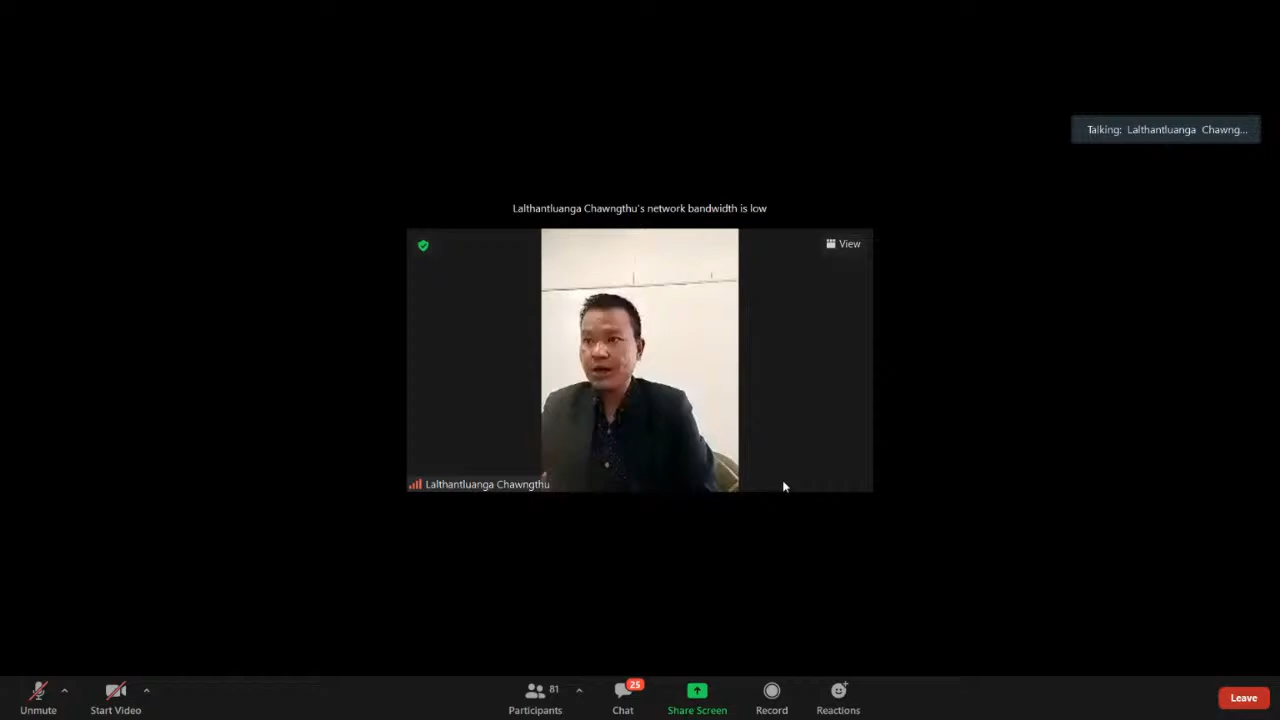 Talking: Lalthantluanga Chawng...
Lalthantluanga Chawngthu's network bandwidth is low
View
Lalthantluanga Chawngthu
Unmute
Start Video
81
Participants
25
Chat
Share Screen
Record
Reactions
Leave